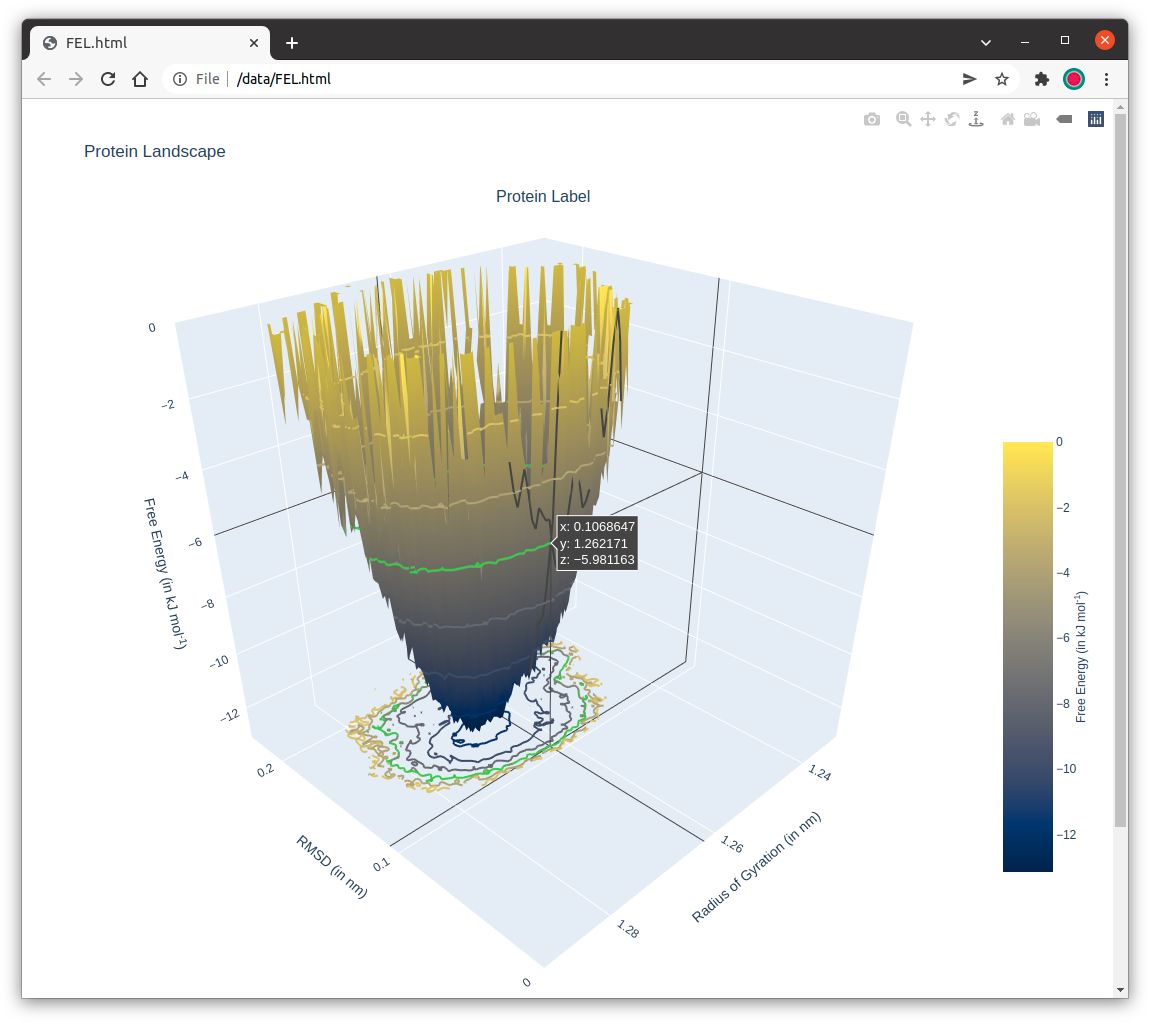 FEL.html
File
/data/FEL.html
Protein Landscape
Protein Label
0
−2
−4
−6
−8
−10
−12
Free Energy (in kJ mol-1)
x: 0.1068647
y: 1.262171
z: −5.981163
0.2
0.1
0
RMSD (in nm)
1.24
1.26
1.28
Radius of Gyration (in nm)
0
−2
−4
−6
−8
−10
−12
Free Energy (in kJ mol-1)
z